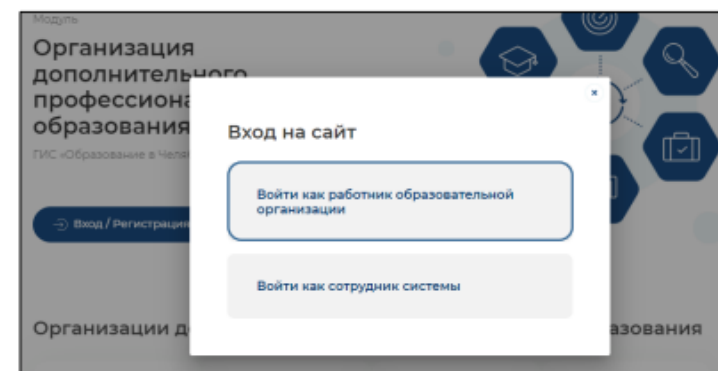 Модуль
Организация
дополнительного
профессиона
образования
ГИС «Образование в Челя
Вход / Регистрация
Вход на сайт
Войти как работник образовательной
организации
Войти как сотрудник системы
Организации д
азования